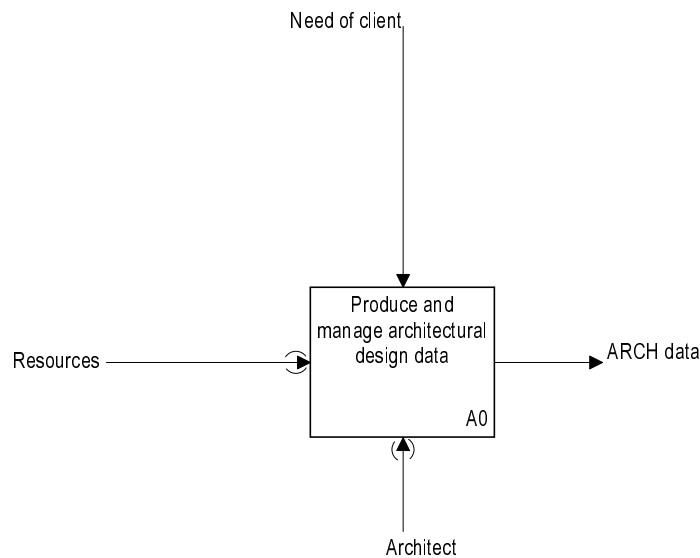 Need of client
Produce and
manage architectural
design data
Resources
ARCH data
A0
Architect